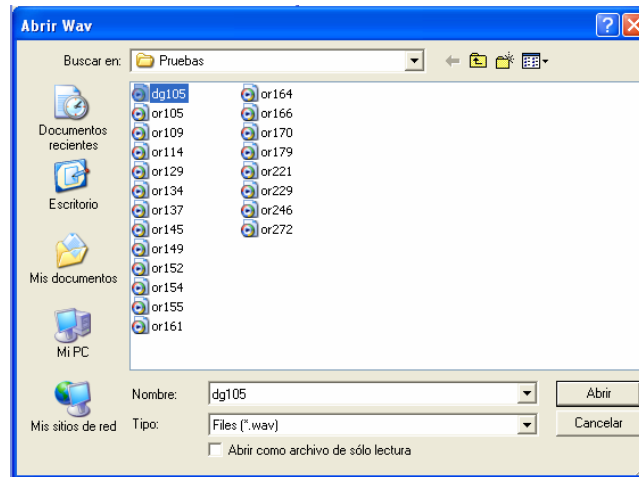 Abrir Wav
Buscar en: Pruebas
Documentos
recientes
Escritorio
Mis documentos
Mi PC
Mis sitios de red
dg105
or105
or109
or114
or129
or134
or137
or145
or149
or152
or154
or155
or161
or164
or166
or170
or179
or221
or229
or246
or272
Nombre: dg105 Abrir
Tipo: Files (*.wav) Cancelar
Abrir como archivo de sólo lectura